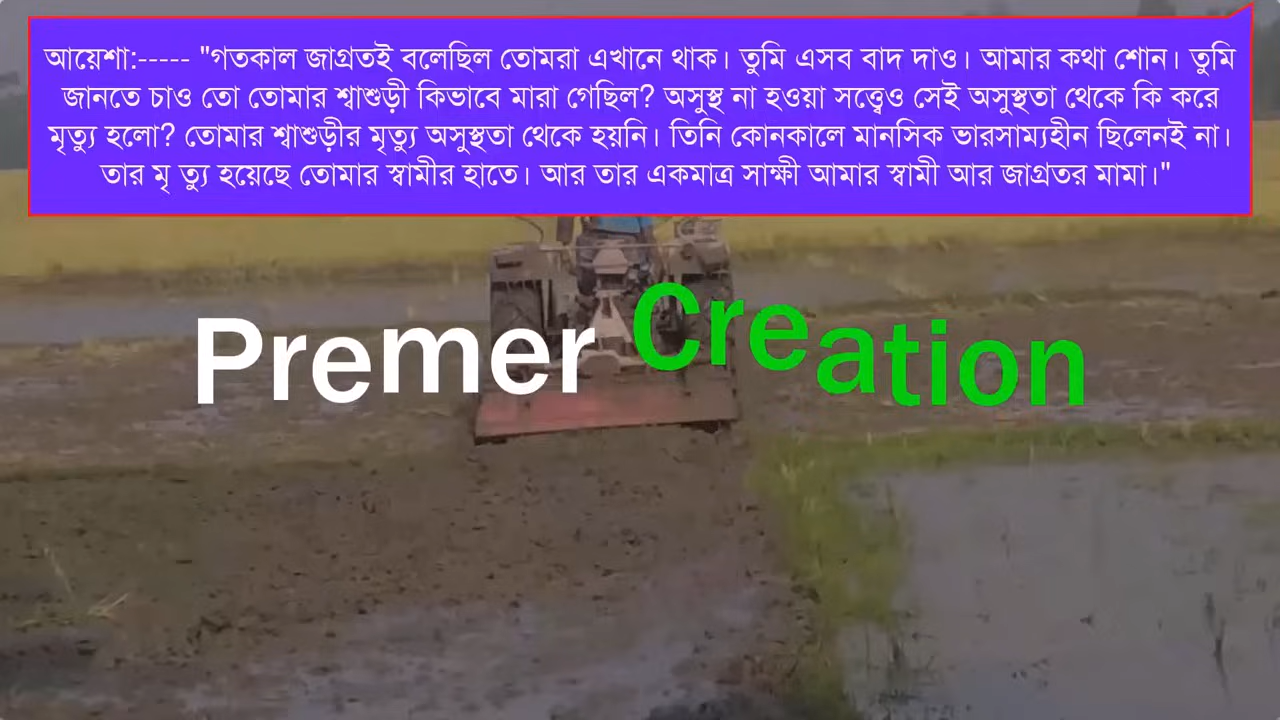 আয়েশা:----- "গতকাল জাগ্রতই বলেছিল তোমরা এখানে থাক। তুমি এসব বাদ দাও। আমার কথা শোন। তুমি
জানতে চাও তো তোমার শ্বাশুড়ী কিভাবে মারা গেছিল? অসুস্থ না হওয়া সত্ত্বেও সেই অসুস্থতা থেকে কি করে
মৃত্যু হলো? তোমার শ্বাশুড়ীর মৃত্যু অসুস্থতা থেকে হয়নি। তিনি কোনকালে মানসিক ভারসাম্যহীন ছিলেনই না।
তার মৃ ত্যু হয়েছে তোমার স্বামীর হাতে। আর তার একমাত্র সাক্ষী আমার স্বামী আর জাগ্রতর মামা।"
Premer Creation